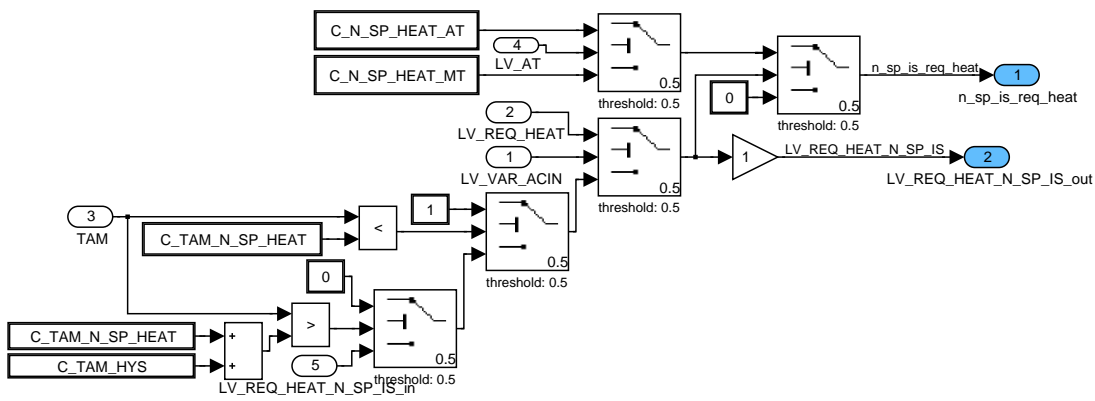 C_N_SP_HEAT_AT
4
LV_AT
C_N_SP_HEAT_MT
0.5
threshold: 0.5
n_sp_is_req_heat
1
n_sp_is_req_heat
0
0.5
threshold: 0.5
2
LV_REQ_HEAT
1
LV_VAR_ACIN
0.5
threshold: 0.5
1
LV_REQ_HEAT_N_SP_IS
2
LV_REQ_HEAT_N_SP_IS_out
3
TAM
C_TAM_N_SP_HEAT
<
1
0.5
threshold: 0.5
0
C_TAM_N_SP_HEAT
C_TAM_HYS
+
+
>
5
LV_REQ_HEAT_N_SP_IS_in
0.5
threshold: 0.5